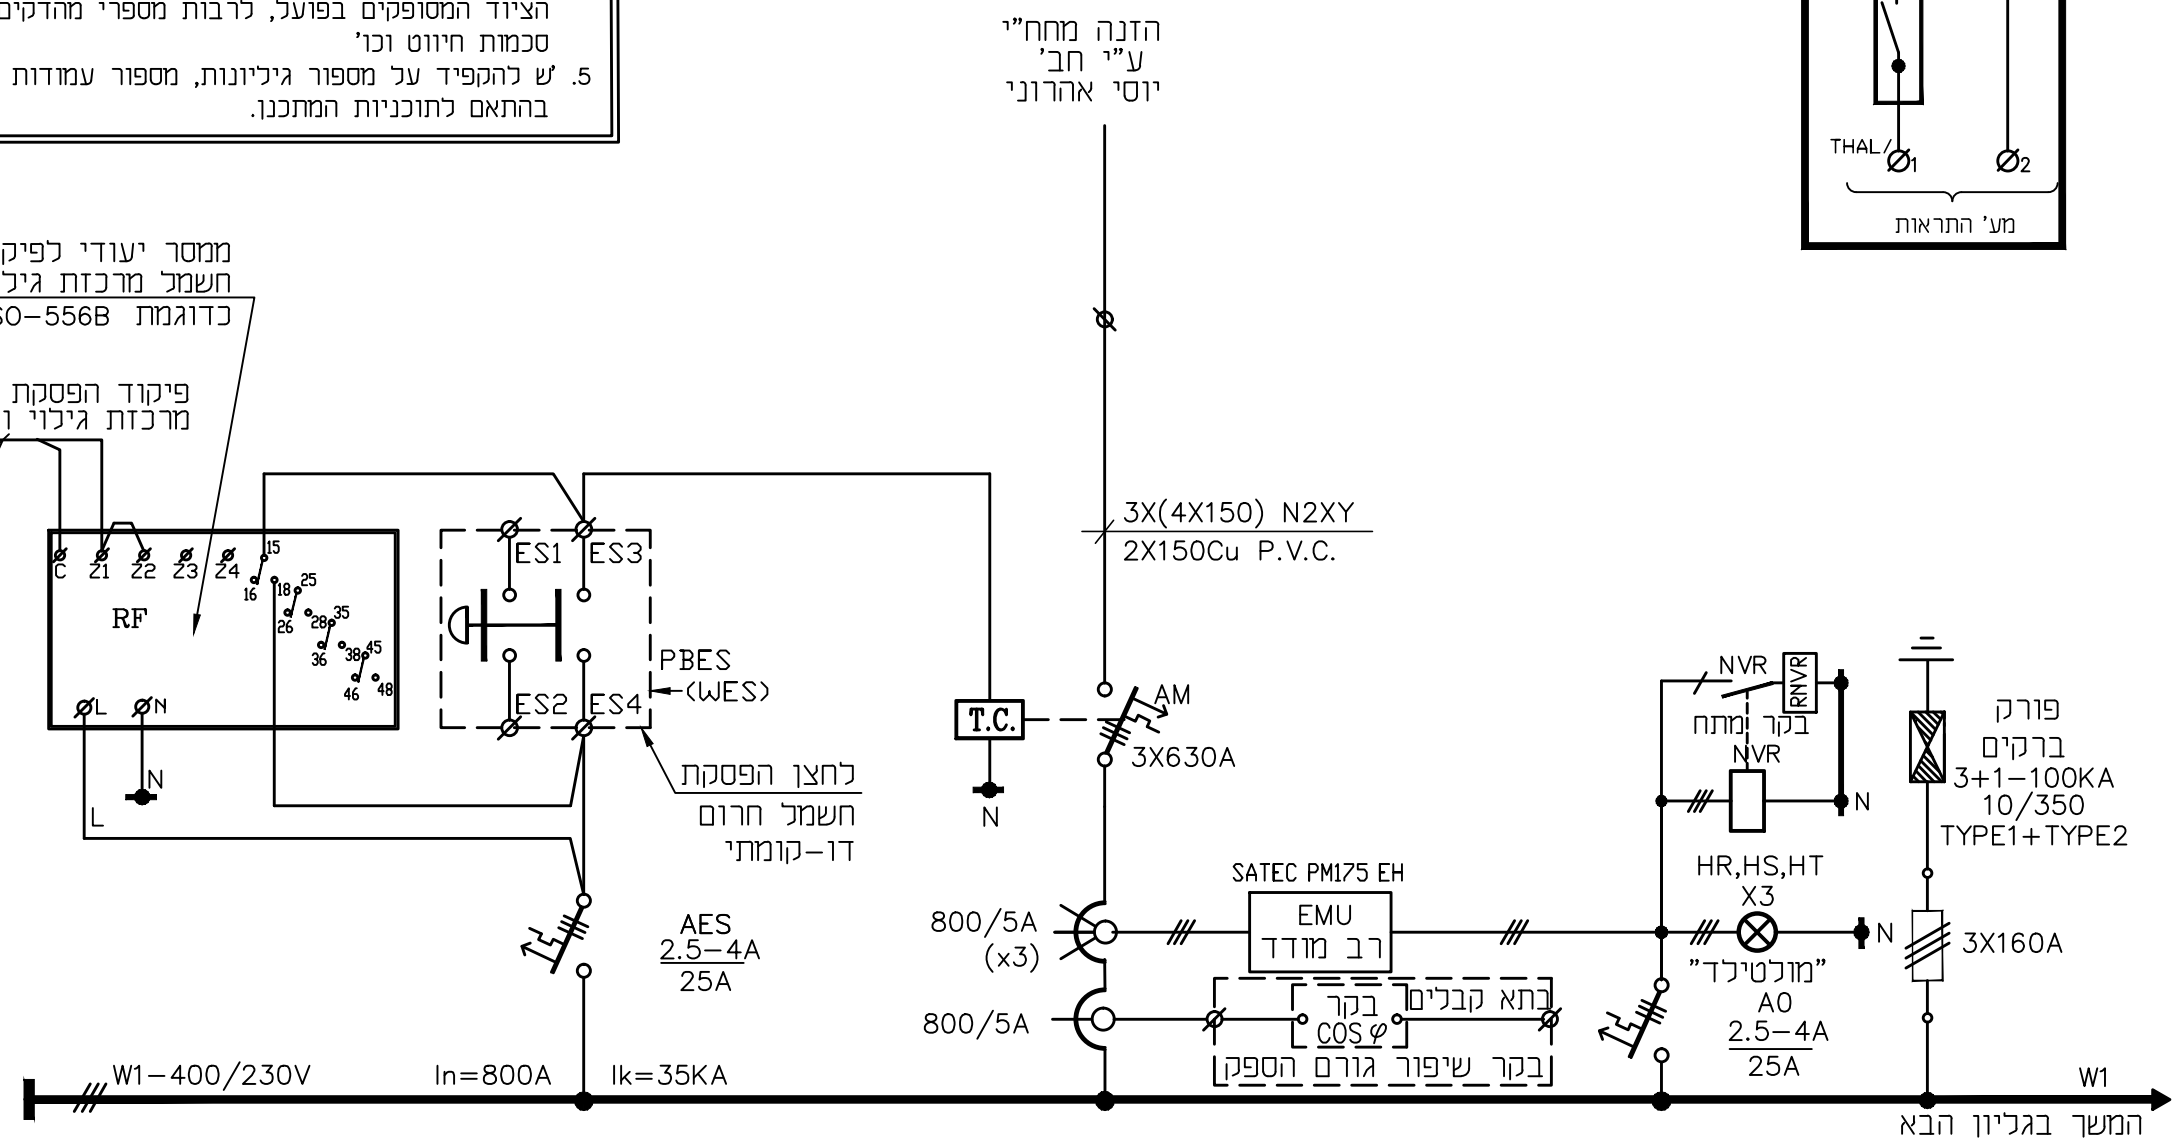 הציוד המסופקים בפועל, לרבות מספרי מהדקים
סכמות חיווט וכו'
5. יש להקפיד על מספור גיליונות, מספור עמודות
בהתאם לתוכניות המתכנן.
הזנה מחח"י
ע"י חב'
יוסי אהרוני
THAL/
1
2
מע' התראות
ממסר יעודי לפיק
חשמל מרכזת גיל
כדוגמת SO-556B
פיקוד הפסקת
מרכזת גילוי ו
C
Z1
Z2
Z3
Z4
15
16
18
25
26
28
35
36
38
45
46
48
RF
L
N
N
L
ES1
ES3
ES2
ES4
PBES
(WES)
לחצן הפסקת
חשמל חרום
דו-קומתי
T.C.
N
3X(4X150) N2XY
2X150Cu P.V.C.
AM
3X630A
AES
2.5-4A
25A
800/5A
(x3)
800/5A
SATEC PM175 EH
EMU
רב מודד
בתא קבלים
בקר
COSφ
בקר שיפור גורם הספק
NVR
RNVR
בקר מתח
NVR
N
HR,HS,HT
X3
N
"מולטילד"
A0
2.5-4A
25A
פורק
ברקים
3+1-100KA
10/350
TYPE1+TYPE2
3X160A
W1-400/230V
In=800A
Ik=35KA
W1
המשך בגליון הבא